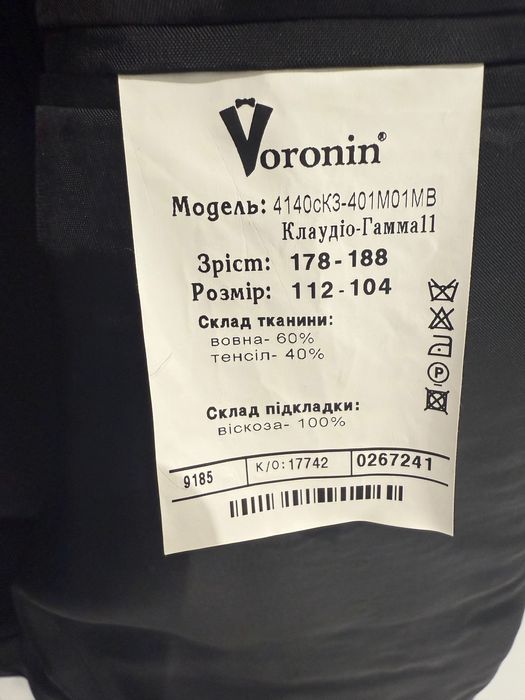 Voronin®
Модель: 4140сК3-401М01МВ
Клаудіо-Гамма11
Зріст: 178-188
Розмір: 112-104
Склад тканини:
вовна- 60%
тенсіл- 40%
P
Склад підкладки:
віскоза- 100%
9185 К/О:17742 0267241